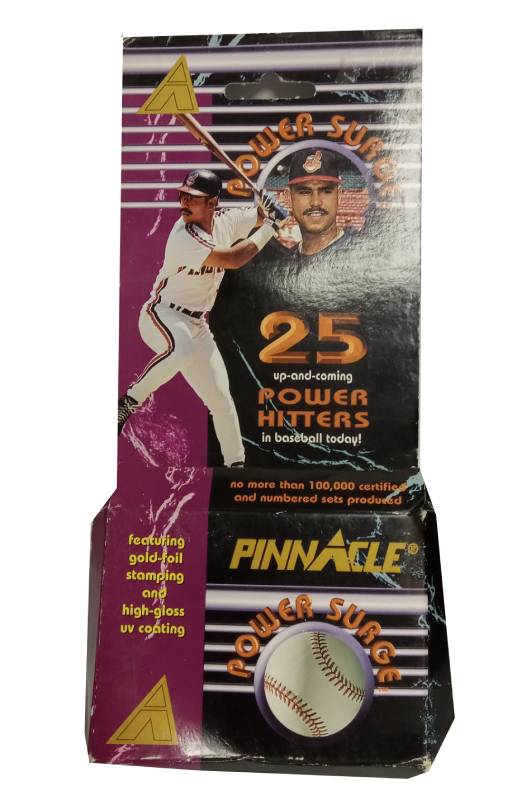 POWER SURGE
25
up-and-coming
POWER
HITTERS
in baseball today!
no more than 100,000 certified
and numbered sets produced
featuring
gold-foil
stamping
and
high-gloss
uv coating
PINNACLE®
POWER SURGE